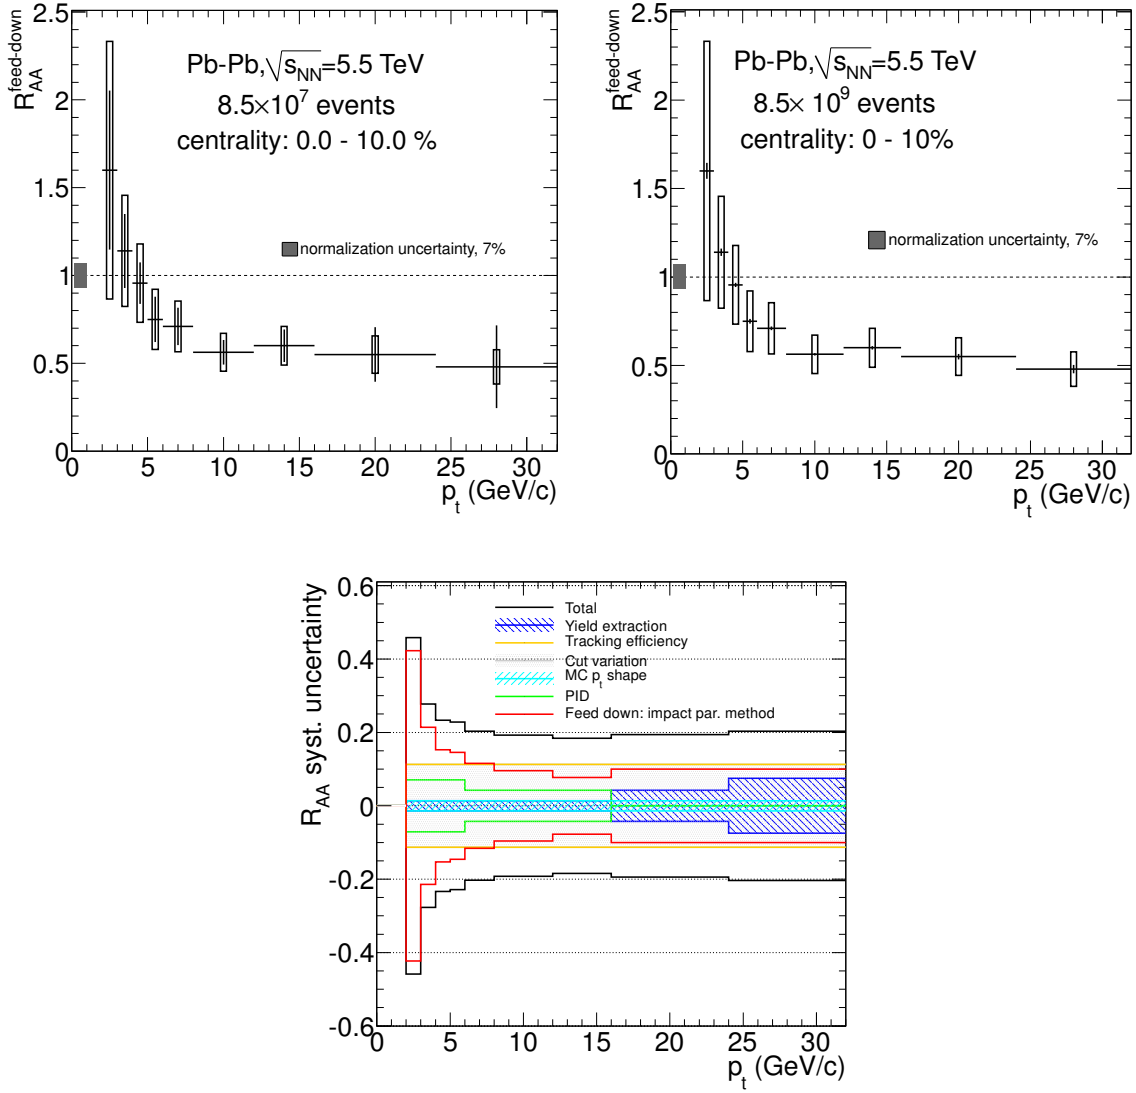 R_AA^feed-down
2.5
2
1.5
1
0.5
0
Pb-Pb,√s_NN=5.5 TeV
8.5×10^7 events
centrality: 0.0 - 10.0 %
normalization uncertainty, 7%
0 5 10 15 20 25 30
p_t (GeV/c)
R_AA^feed-down
2.5
2
1.5
1
0.5
0
Pb-Pb,√s_NN=5.5 TeV
8.5× 10^9 events
centrality: 0 - 10%
normalization uncertainty, 7%
0 5 10 15 20 25 30
p_t (GeV/c)
R_AA syst. uncertainty
0.6
0.4
0.2
0
-0.2
-0.4
-0.6
Total
Yield extraction
Tracking efficiency
Cut variation
MC p_t shape
PID
Feed down: impact par. method
0 5 10 15 20 25 30
p_t (GeV/c)